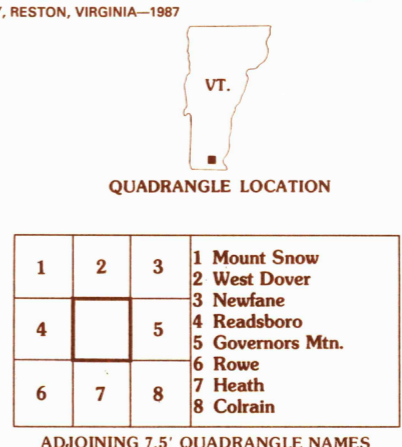 , RESTON, VIRGINIA—1987
VT.
QUADRANGLE LOCATION
1 2 3
4 5
6 7 8
1 Mount Snow
2 West Dover
3 Newfane
4 Readsboro
5 Governors Mtn.
6 Rowe
7 Heath
8 Colrain
ADJOINING 7.5' QUADRANGLE NAMES